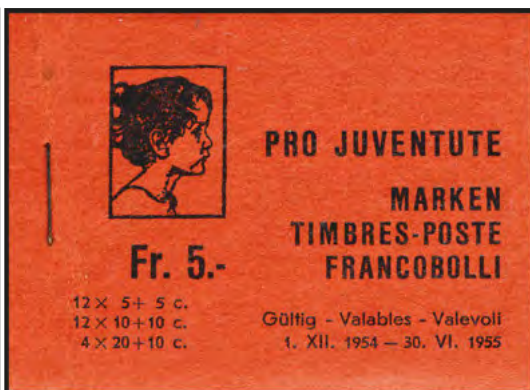 PRO JUVENTUTE
MARKEN
TIMBRES-POSTE
FRANCOBOLLI
Fr. 5.-
12 × 5 + 5 c.
12 × 10 + 10 c.
4 × 20 + 10 c.
Gültig - Valables - Valevoli
1. XII. 1954 — 30. VI. 1955